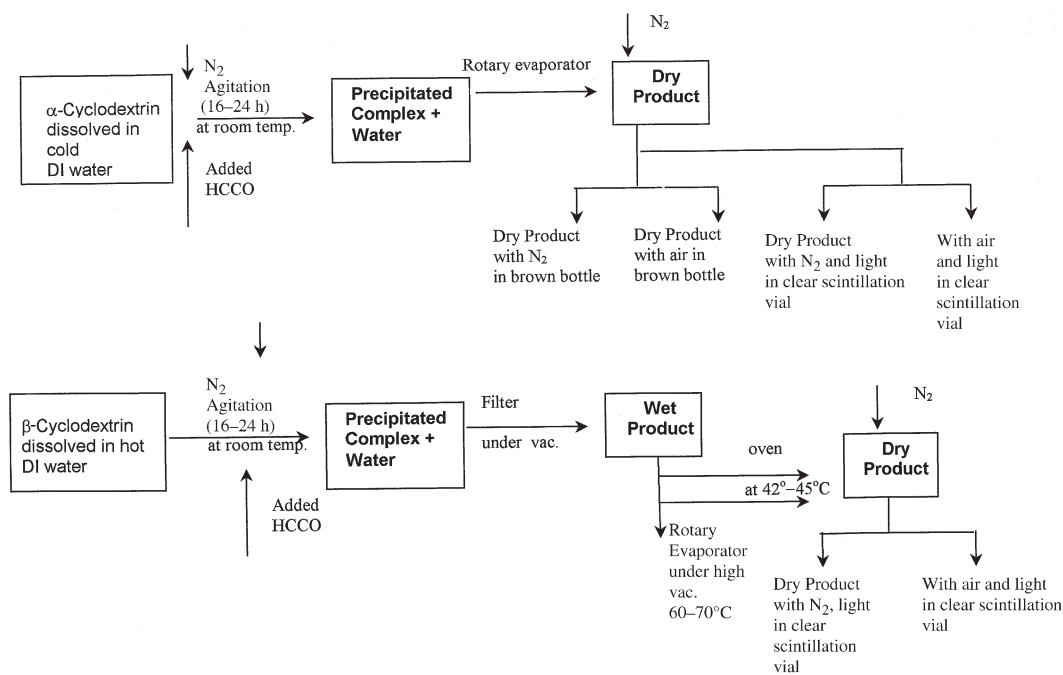 α-Cyclodextrin
dissolved in
cold
DI water
N₂
Agitation
(16–24 h)
at room temp.
Added
HCCO
Precipitated
Complex +
Water
Rotary evaporator
N₂
Dry
Product
Dry Product
with N₂
in brown bottle
Dry Product
with air in
brown bottle
Dry Product
with N₂ and light
in clear scintillation
vial
With air
and light
in clear
scintillation
vial
β-Cyclodextrin
dissolved in hot
DI water
N₂
Agitation
(16–24 h)
at room temp.
Added
HCCO
Precipitated
Complex +
Water
Filter
under vac.
Wet
Product
oven
at 42°–45°C
Rotary
Evaporator
under high
vac.
60–70°C
N₂
Dry
Product
Dry Product
with N₂, light
in clear
scintillation
vial
With air and light
in clear scintillation
vial